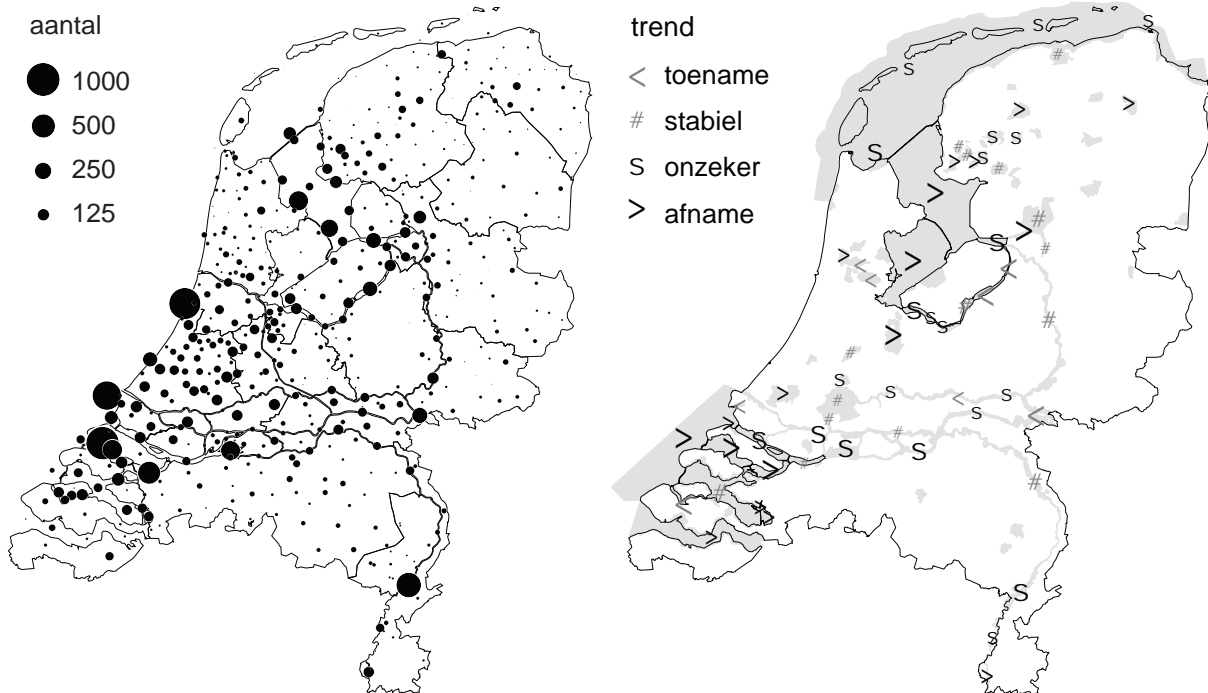 aantal
1000
500
250
125
trend
< toename
# stabiel
s onzeker
> afname